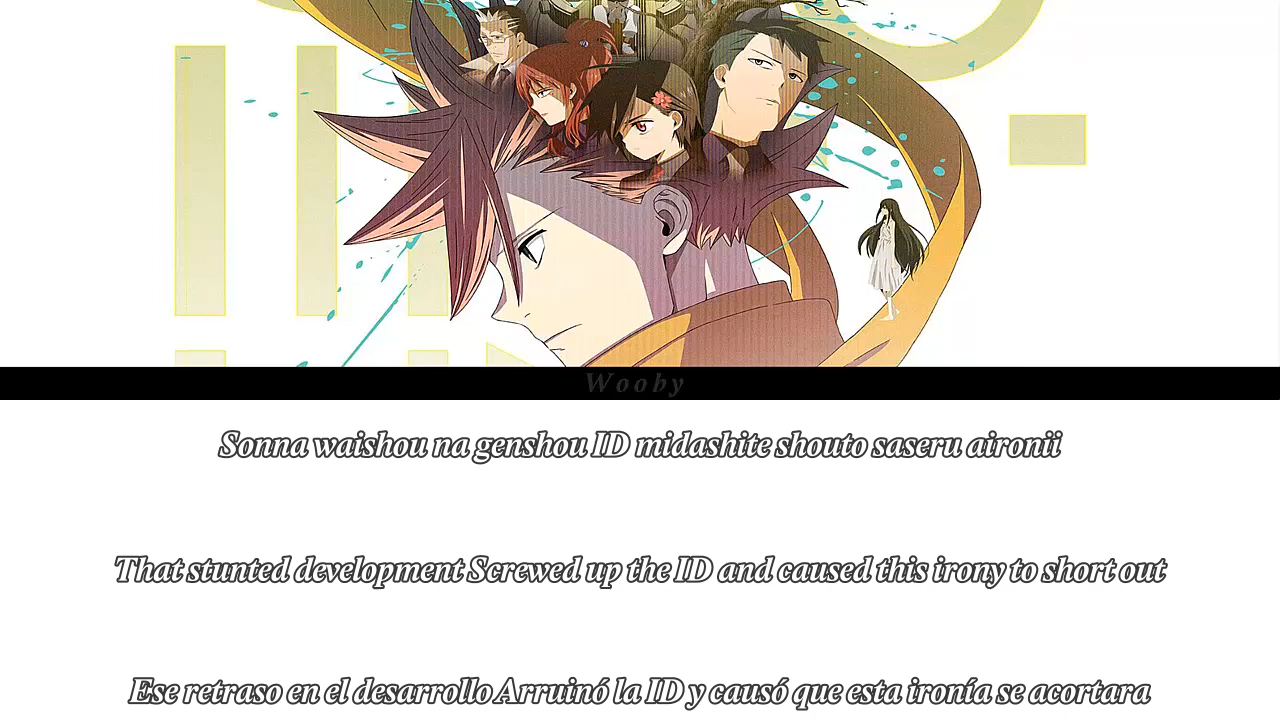 Wooby
Sonna waishou na genshou ID midashite shouto saseru aironii
That stunted development Screwed up the ID and caused this irony to short out
Ese retraso en el desarrollo Arruinó la ID y causó que esta ironía se acortara